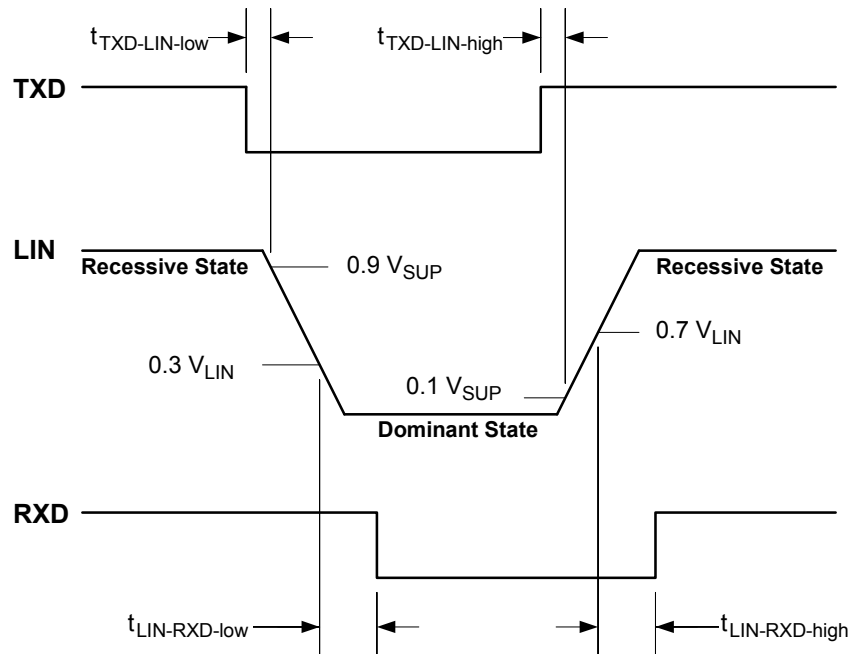 tTXD-LIN-low
tTXD-LIN-high
TXD
LIN
Recessive State
0.9 VSUP
Recessive State
0.7 VLIN
0.3 VLIN
0.1 VSUP
Dominant State
RXD
tLIN-RXD-low
tLIN-RXD-high